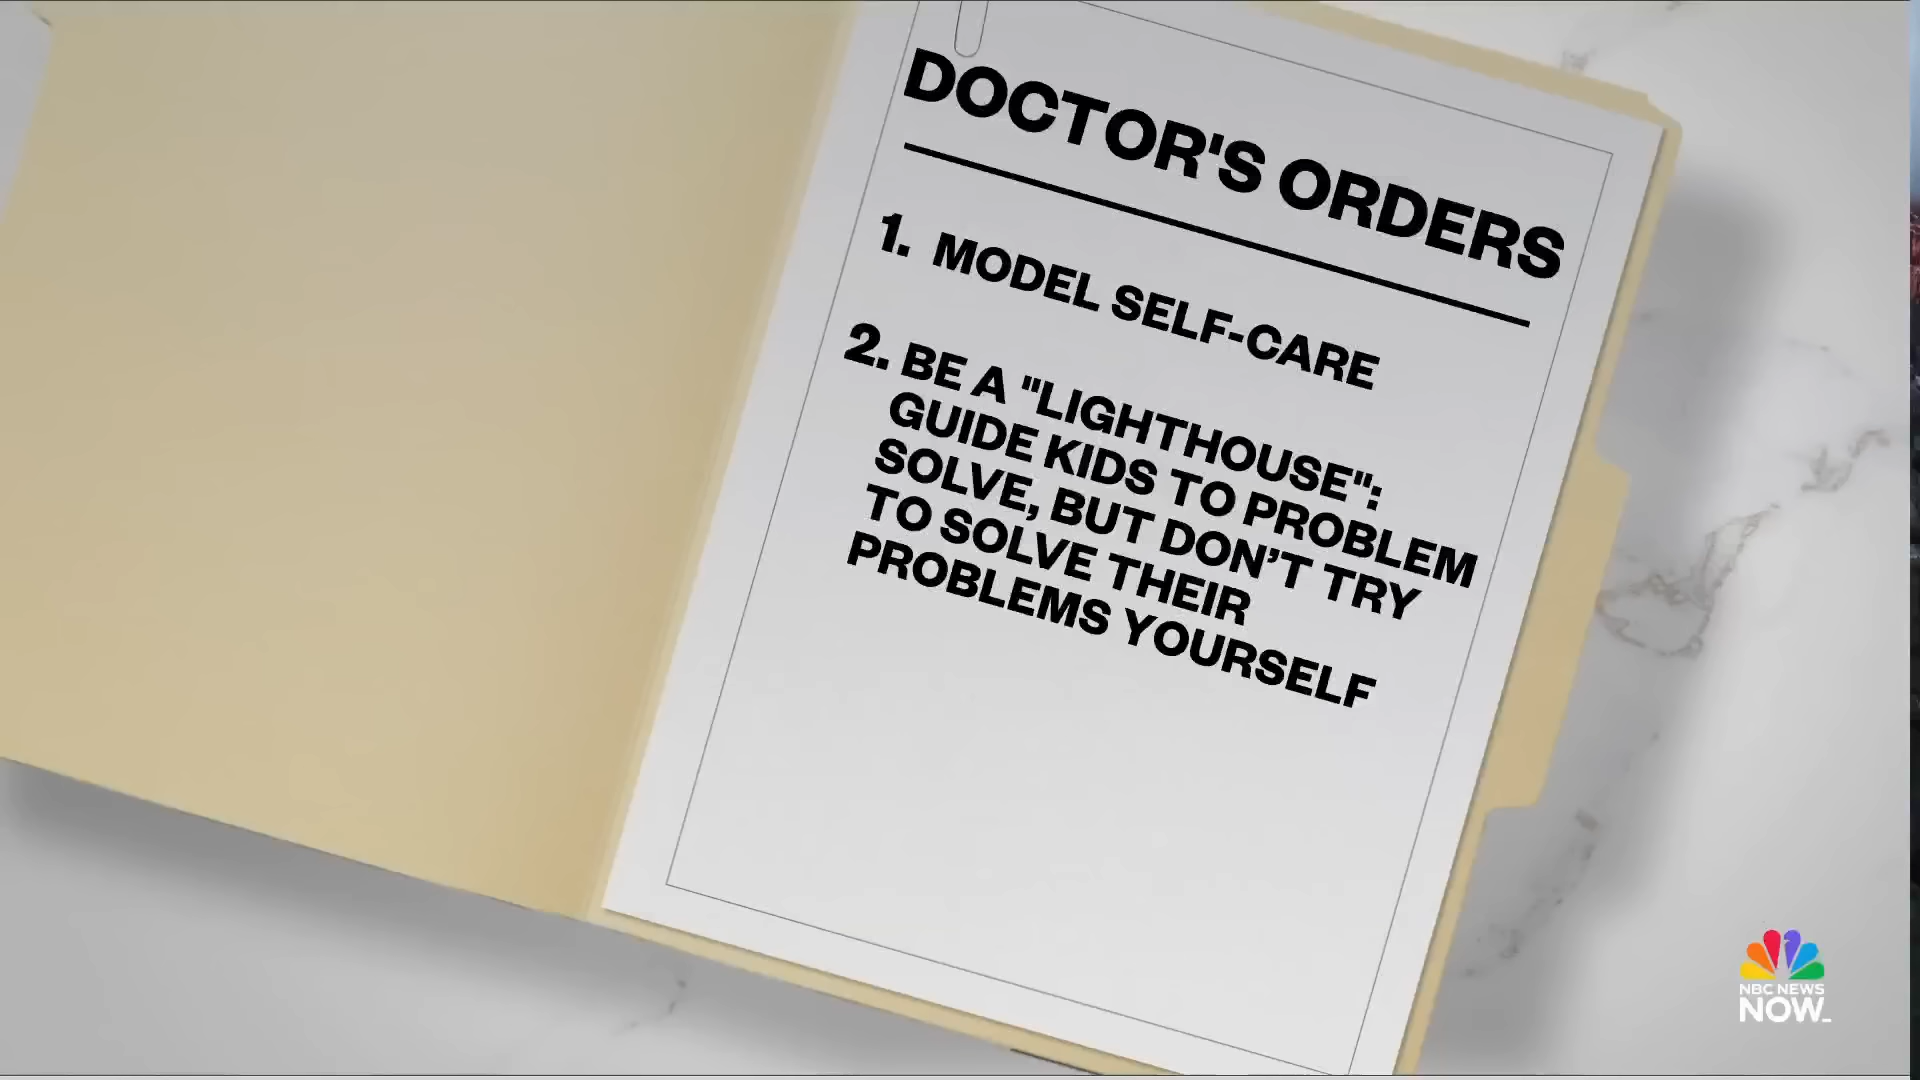 DOCTOR'S ORDERS
1. MODEL SELF-CARE
2. BE A "LIGHTHOUSE":
GUIDE KIDS TO PROBLEM
SOLVE, BUT DON’T TRY
TO SOLVE THEIR
PROBLEMS YOURSELF
NBC NEWS
NOW_